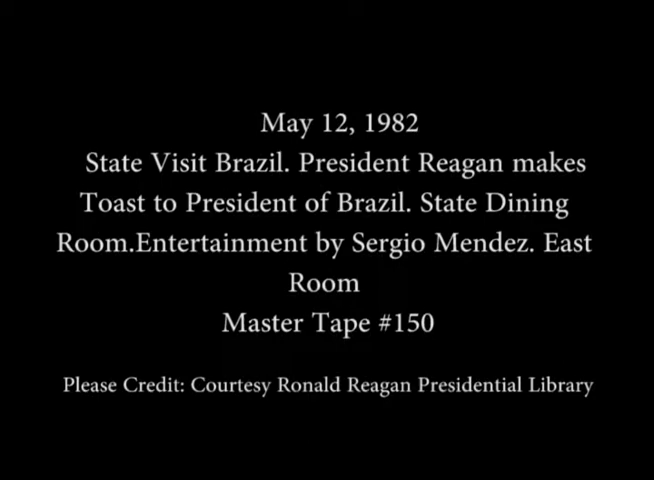 May 12, 1982
State Visit Brazil. President Reagan makes
Toast to President of Brazil. State Dining
Room.Entertainment by Sergio Mendez. East
Room
Master Tape #150
Please Credit: Courtesy Ronald Reagan Presidential Library